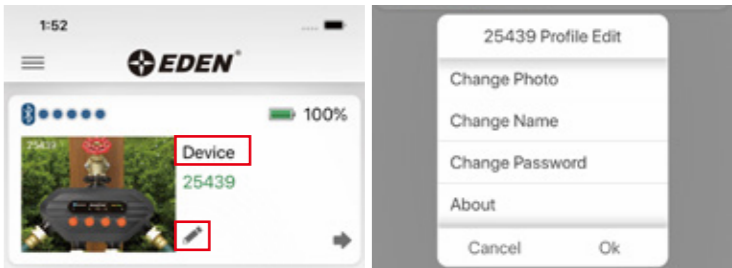 1:52
EDEN®
100%
25439
Device
25439
25439 Profile Edit
Change Photo
Change Name
Change Password
About
Cancel Ok